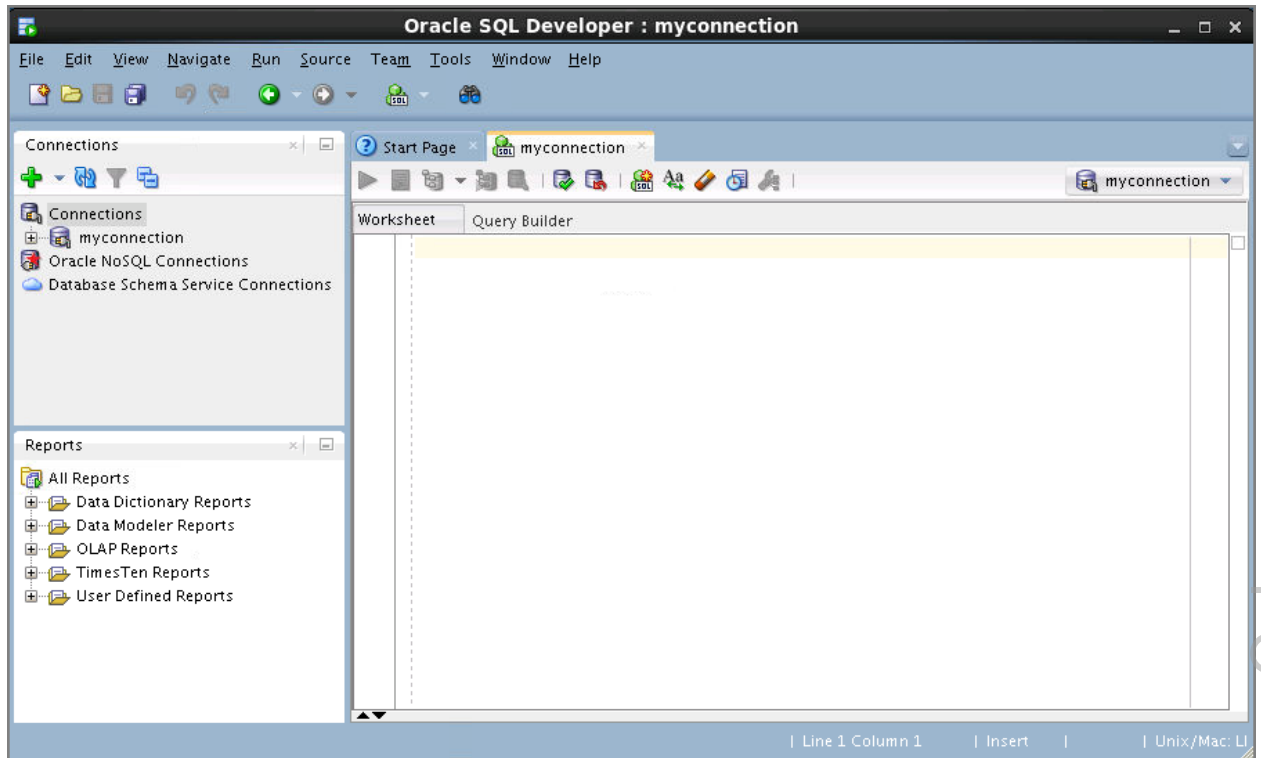 Oracle SQL Developer : myconnection
File Edit View Navigate Run Source Team Tools Window Help
Connections
Connections
myconnection
Oracle NoSQL Connections
Database Schema Service Connections
Reports
All Reports
Data Dictionary Reports
Data Modeler Reports
OLAP Reports
TimesTen Reports
User Defined Reports
Start Page
myconnection
myconnection
Worksheet Query Builder
| Line 1 Column 1 | Insert | | Unix/Mac: LI